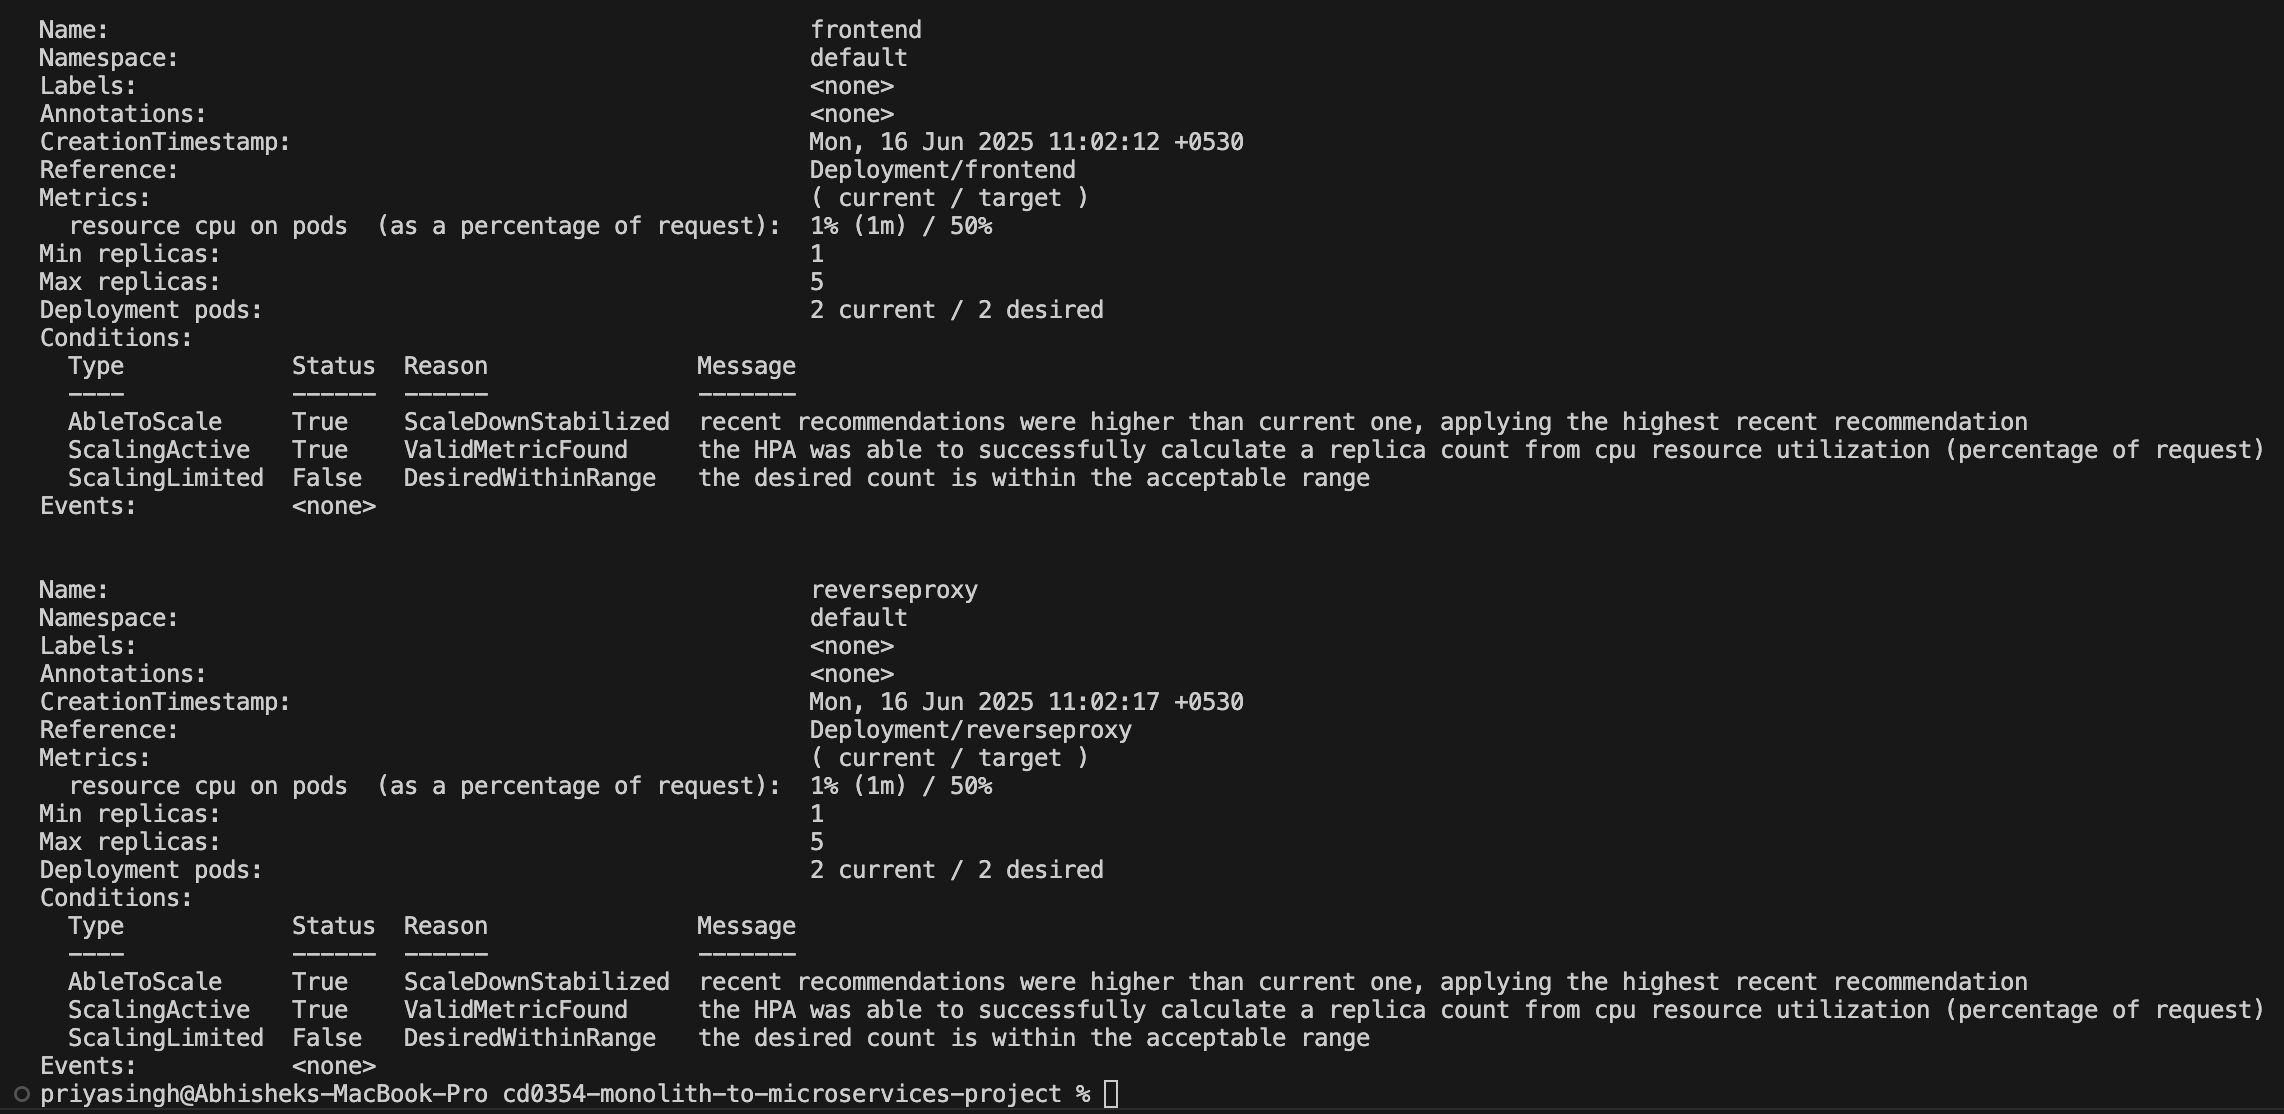 Name: frontend
Namespace: default
Labels: <none>
Annotations: <none>
CreationTimestamp: Mon, 16 Jun 2025 11:02:12 +0530
Reference: Deployment/frontend
Metrics: ( current / target )
resource cpu on pods (as a percentage of request): 1% (1m) / 50%
Min replicas: 1
Max replicas: 5
Deployment pods: 2 current / 2 desired
Conditions:
Type Status Reason Message
---- ------ ------ -------
AbleToScale True ScaleDownStabilized recent recommendations were higher than current one, applying the highest recent recommendation
ScalingActive True ValidMetricFound the HPA was able to successfully calculate a replica count from cpu resource utilization (percentage of request)
ScalingLimited False DesiredWithinRange the desired count is within the acceptable range
Events: <none>
Name: reverseproxy
Namespace: default
Labels: <none>
Annotations: <none>
CreationTimestamp: Mon, 16 Jun 2025 11:02:17 +0530
Reference: Deployment/reverseproxy
Metrics: ( current / target )
resource cpu on pods (as a percentage of request): 1% (1m) / 50%
Min replicas: 1
Max replicas: 5
Deployment pods: 2 current / 2 desired
Conditions:
Type Status Reason Message
---- ------ ------ -------
AbleToScale True ScaleDownStabilized recent recommendations were higher than current one, applying the highest recent recommendation
ScalingActive True ValidMetricFound the HPA was able to successfully calculate a replica count from cpu resource utilization (percentage of request)
ScalingLimited False DesiredWithinRange the desired count is within the acceptable range
Events: <none>
priyasingh@Abhisheks-MacBook-Pro cd0354-monolith-to-microservices-project %